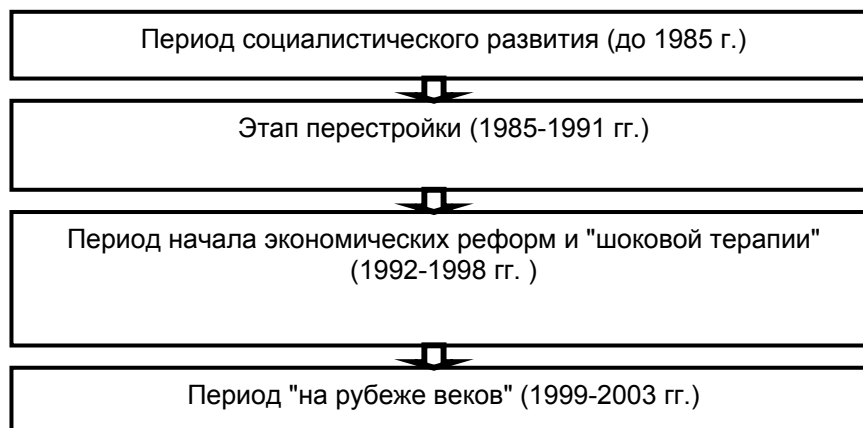 Период социалистического развития (до 1985 г.)
Этап перестройки (1985-1991 гг.)
Период начала экономических реформ и "шоковой терапии"
(1992-1998 гг. )
Период "на рубеже веков" (1999-2003 гг.)